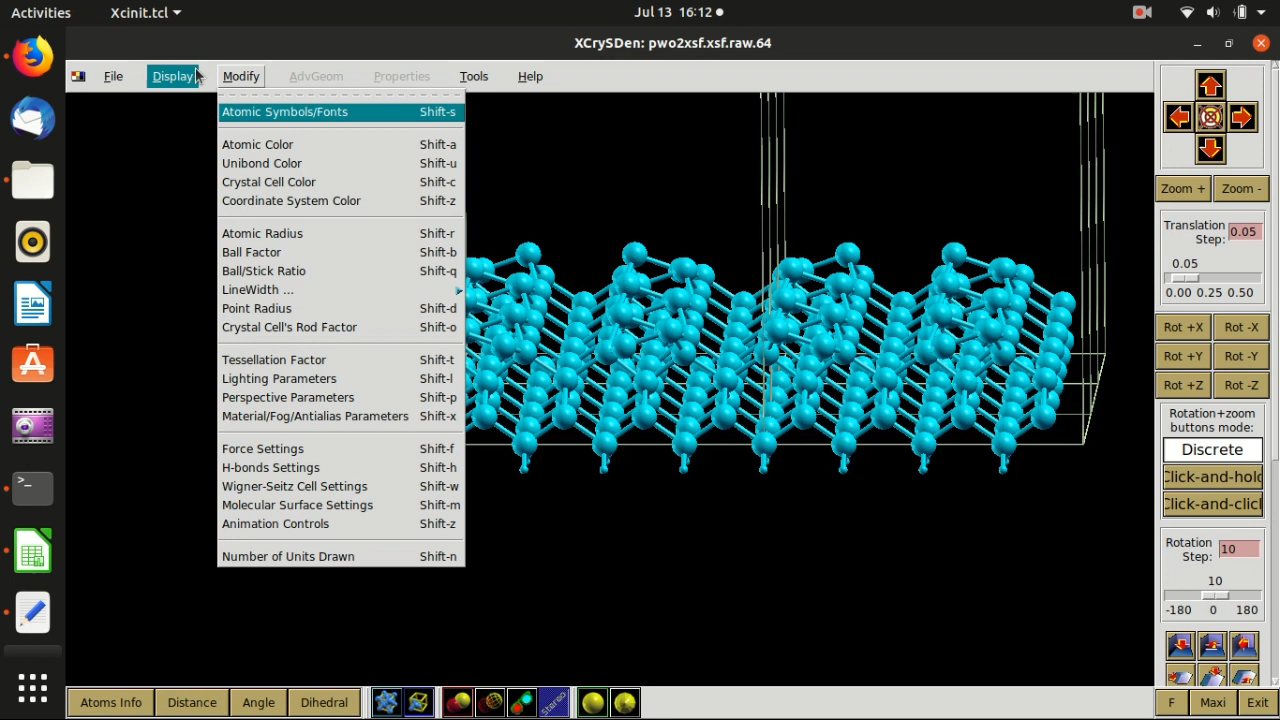 Activities
Xcinit.tcl
Jul 13 16:12
XCrySDen: pwo2xsf.xsf.raw.64
File Display Modify AdvGeom Properties Tools Help
Atomic Symbols/Fonts Shift-s
Atomic Color Shift-a
Unibond Color Shift-u
Crystal Cell Color Shift-c
Coordinate System Color Shift-z
Atomic Radius Shift-r
Ball Factor Shift-b
Ball/Stick Ratio Shift-q
LineWidth ...
Point Radius Shift-d
Crystal Cell's Rod Factor Shift-o
Tessellation Factor Shift-t
Lighting Parameters Shift-l
Perspective Parameters Shift-p
Material/Fog/Antialias Parameters Shift-x
Force Settings Shift-f
H-bonds Settings Shift-h
Wigner-Seitz Cell Settings Shift-w
Molecular Surface Settings Shift-m
Animation Controls Shift-z
Number of Units Drawn Shift-n
Zoom + Zoom -
Translation
Step: 0.05
0.05
0.00 0.25 0.50
Rot +X Rot -X
Rot +Y Rot -Y
Rot +Z Rot -Z
Rotation+zoom
buttons mode:
Discrete
Click-and-hold
Click-and-click
Rotation
Step: 10
10
-180 0 180
Atoms Info Distance Angle Dihedral
stereo
F Maxi Exit